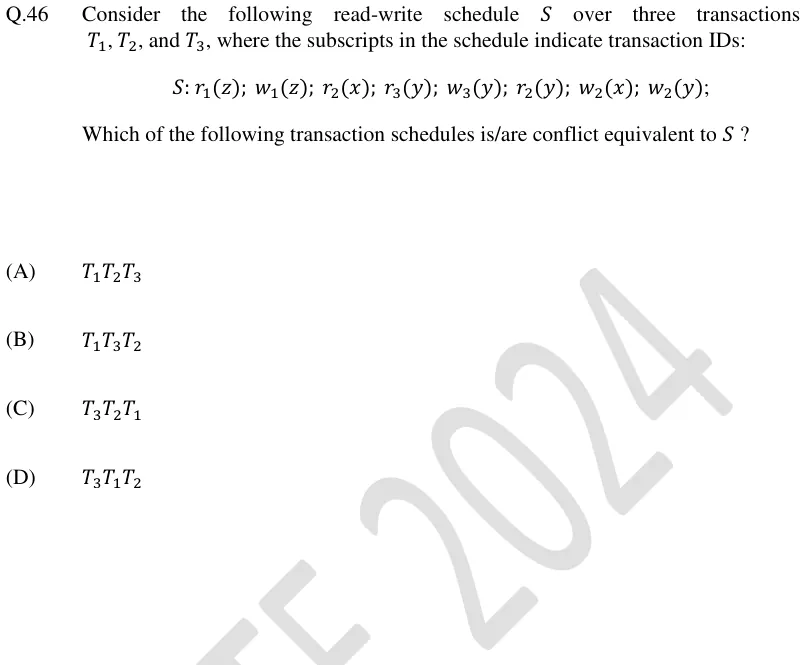 Q.46 Consider the following read-write schedule S over three transactions
T₁, T₂, and T₃, where the subscripts in the schedule indicate transaction IDs:
S: r₁(z); w₁(z); r₂(x); r₃(y); w₃(y); r₂(y); w₂(x); w₂(y);
Which of the following transaction schedules is/are conflict equivalent to S ?
(A) T₁T₂T₃
(B) T₁T₃T₂
(C) T₃T₂T₁
(D) T₃T₁T₂
TE 2024